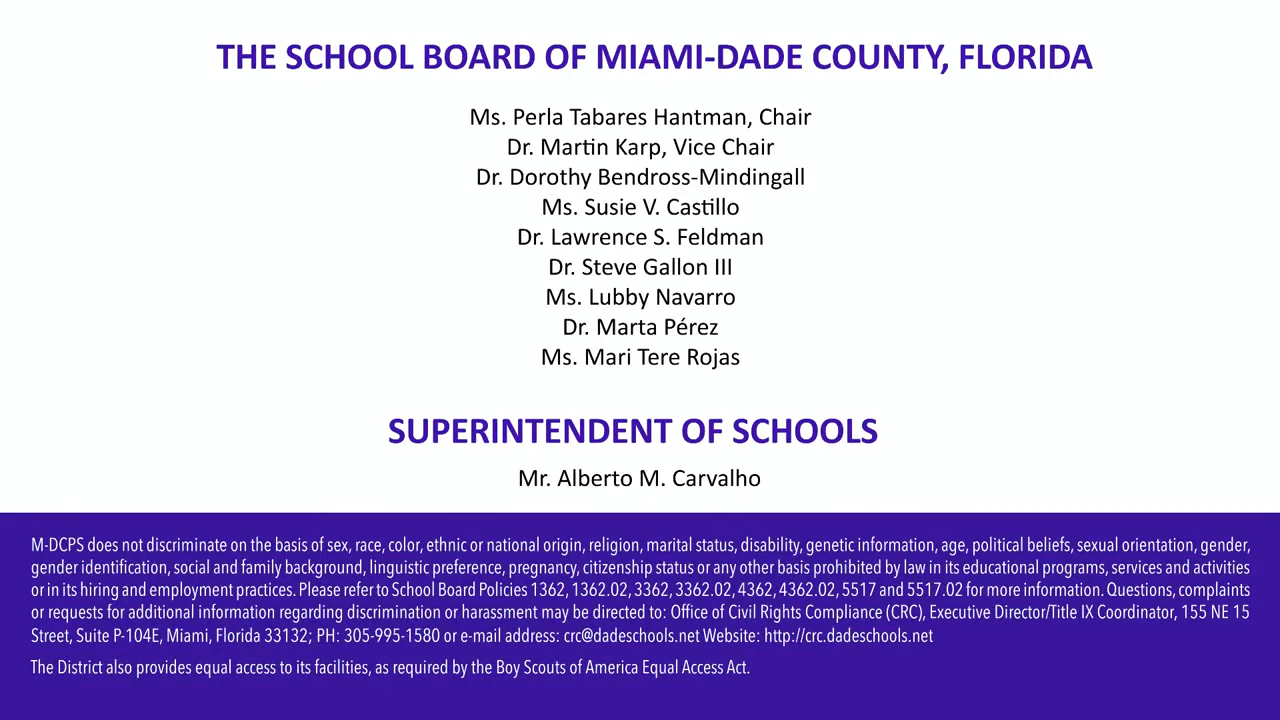 THE SCHOOL BOARD OF MIAMI-DADE COUNTY, FLORIDA
Ms. Perla Tabares Hantman, Chair
Dr. Martin Karp, Vice Chair
Dr. Dorothy Bendross-Mindingall
Ms. Susie V. Castillo
Dr. Lawrence S. Feldman
Dr. Steve Gallon III
Ms. Lubby Navarro
Dr. Marta Pérez
Ms. Mari Tere Rojas
SUPERINTENDENT OF SCHOOLS
Mr. Alberto M. Carvalho
M-DCPS does not discriminate on the basis of sex, race, color, ethnic or national origin, religion, marital status, disability, genetic information, age, political beliefs, sexual orientation, gender,
gender identification, social and family background, linguistic preference, pregnancy, citizenship status or any other basis prohibited by law in its educational programs, services and activities
or in its hiring and employment practices. Please refer to School Board Policies 1362, 1362.02, 3362, 3362.02, 4362, 4362.02, 5517 and 5517.02 for more information. Questions, complaints
or requests for additional information regarding discrimination or harassment may be directed to: Office of Civil Rights Compliance (CRC), Executive Director/Title IX Coordinator, 155 NE 15
Street, Suite P-104E, Miami, Florida 33132; PH: 305-995-1580 or e-mail address: crc@dadeschools.net Website: http://crc.dadeschools.net
The District also provides equal access to its facilities, as required by the Boy Scouts of America Equal Access Act.